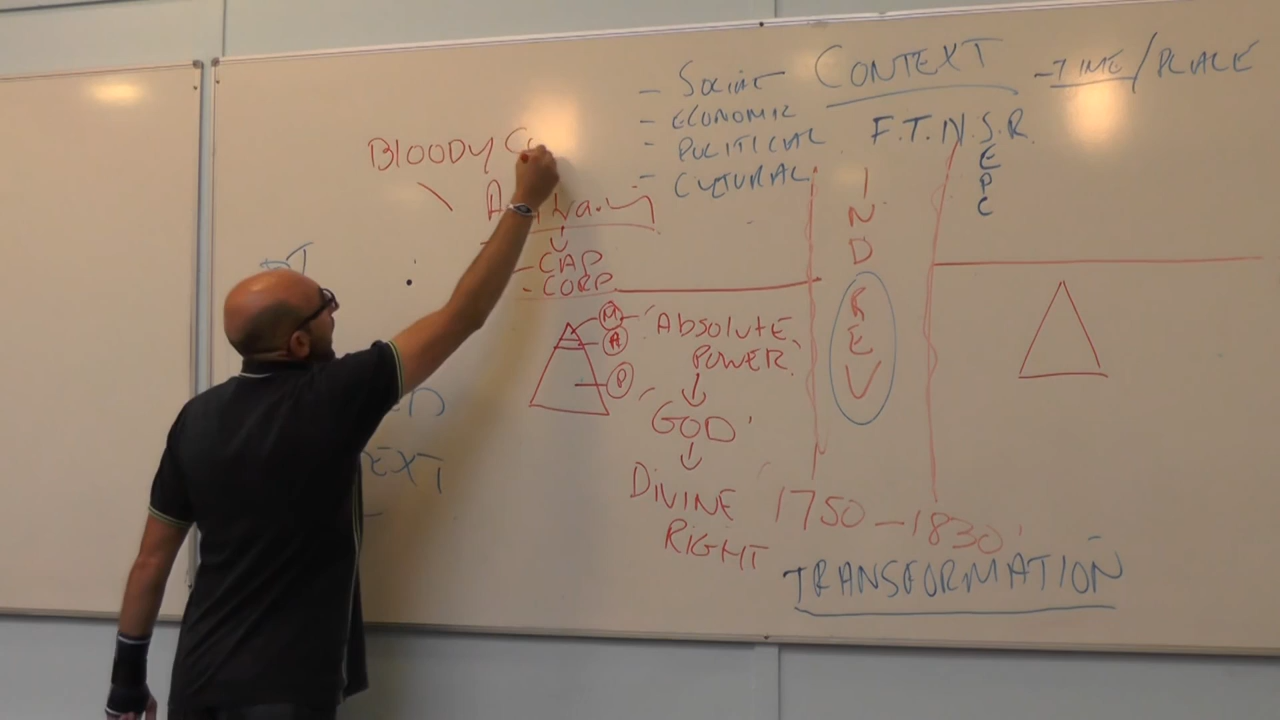 CONTEXT - TIME/PLACE
- SOCIAL
- ECONOMIC
- POLITICAL
- CULTURAL
F.T.N.S.R.
E
P
C
BLOODY
CAP
- CORP
M
A
P
'ABSOLUTE
POWER'
'GOD'
DIVINE
RIGHT
IND
REV
1750 - 1830'
TRANSFORMATION